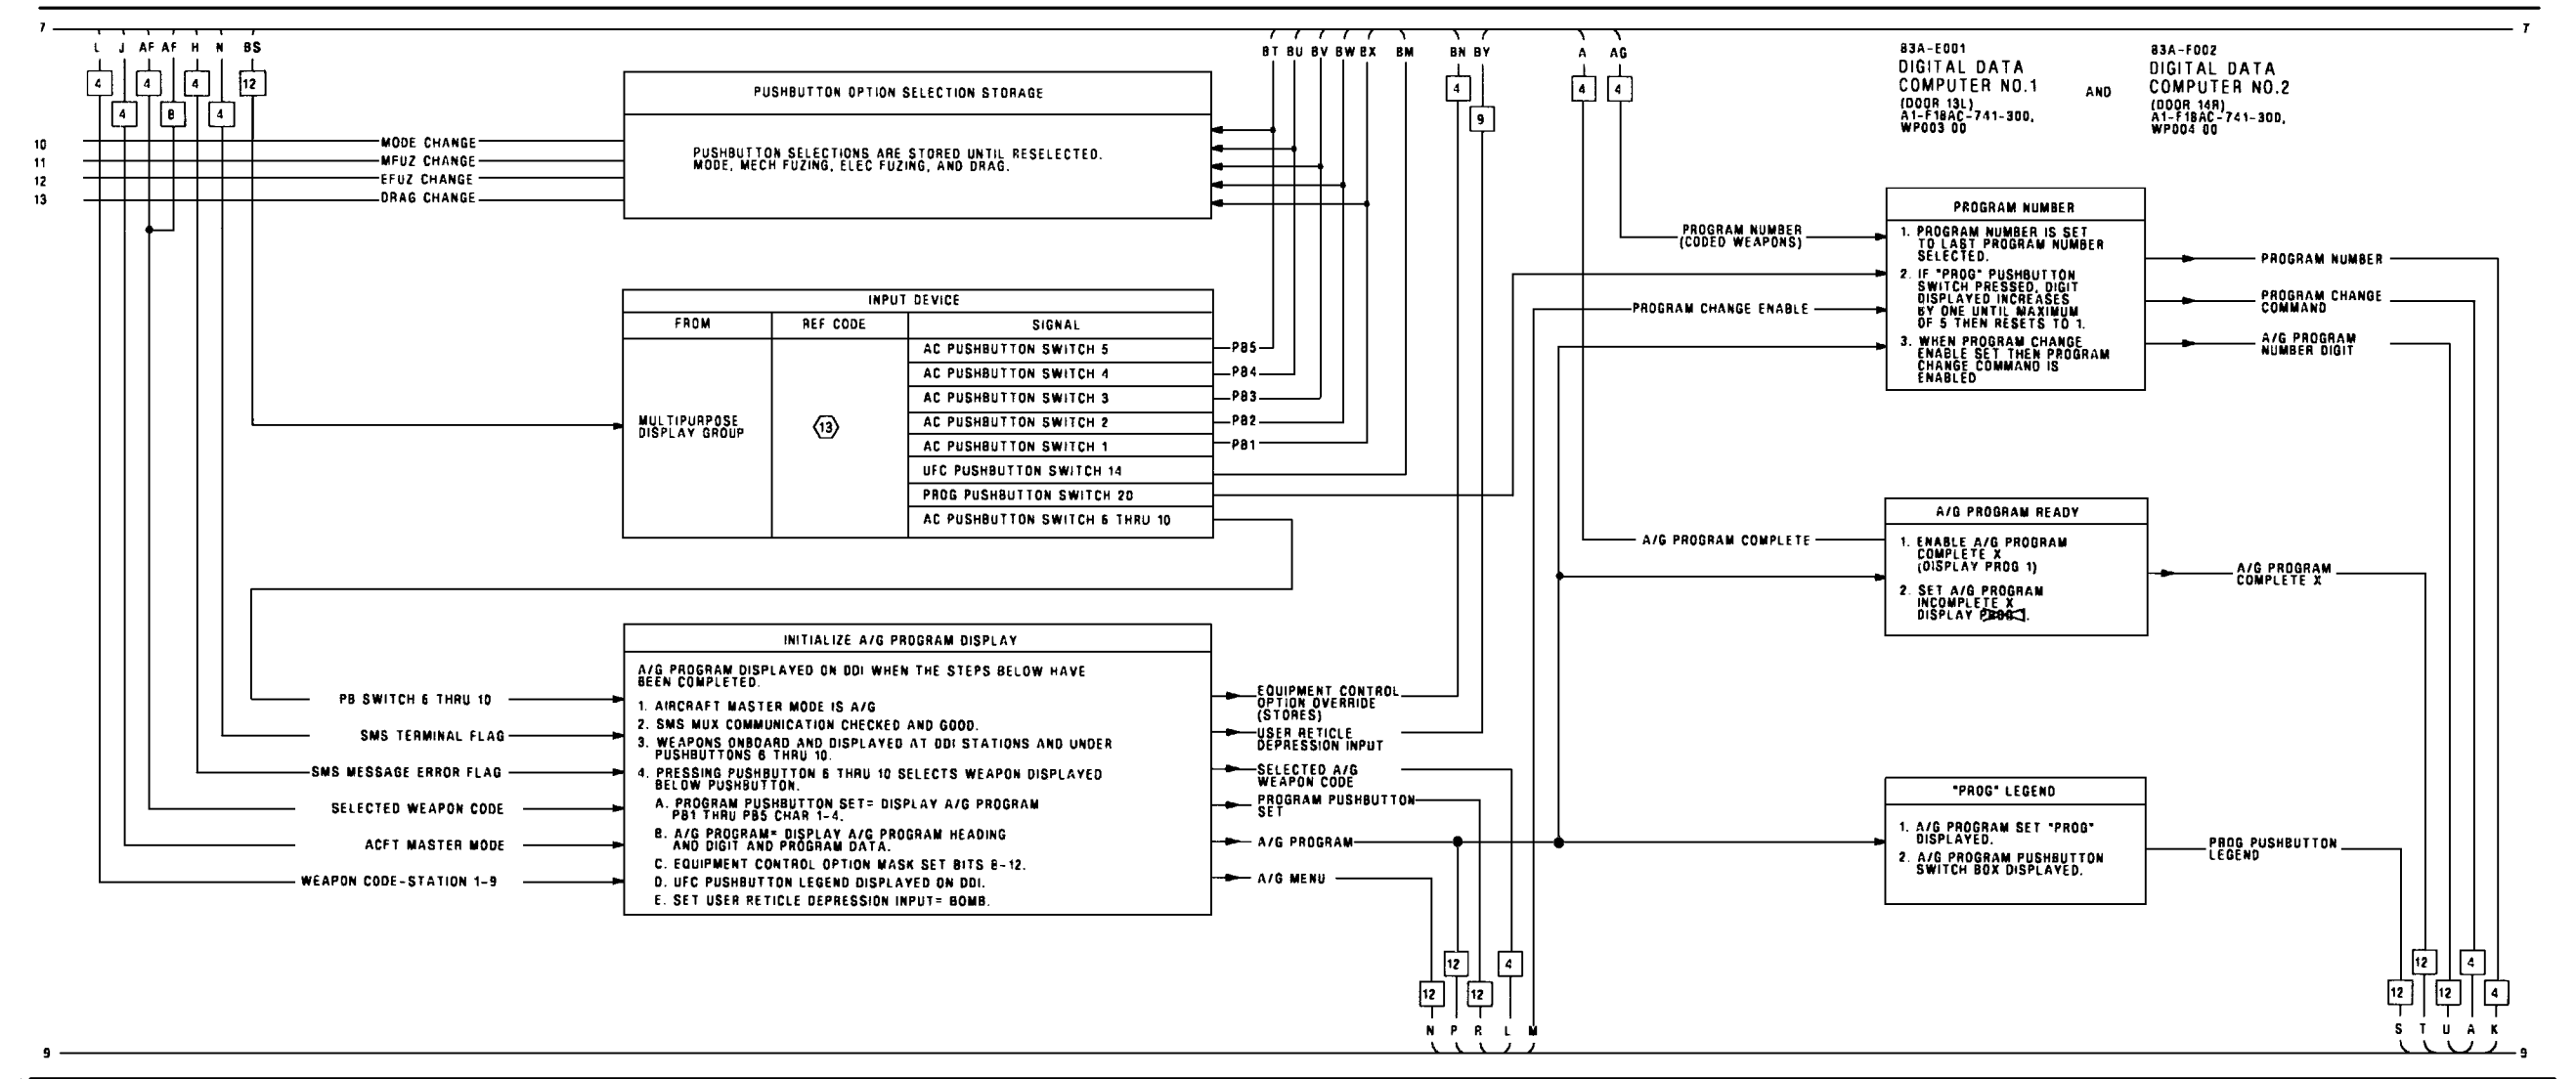 7
L J AF AF H N BS
BT BU BV BW BX BM BN BY A AG
7
4 4 4 8 4 4 12
4 9 4 4
83A-E001
DIGITAL DATA
COMPUTER NO.1
(DOOR 13L)
A1-F18AC-741-300,
WP003 00
AND
83A-F002
DIGITAL DATA
COMPUTER NO.2
(DOOR 14R)
A1-F18AC-741-300,
WP004 00
10 MODE CHANGE
11 MFUZ CHANGE
12 EFUZ CHANGE
13 DRAG CHANGE
PUSHBUTTON OPTION SELECTION STORAGE
PUSHBUTTON SELECTIONS ARE STORED UNTIL RESELECTED.
MODE, MECH FUZING, ELEC FUZING, AND DRAG.
INPUT DEVICE
FROM REF CODE SIGNAL
MULTIPURPOSE
DISPLAY GROUP
13
AC PUSHBUTTON SWITCH 5
AC PUSHBUTTON SWITCH 4
AC PUSHBUTTON SWITCH 3
AC PUSHBUTTON SWITCH 2
AC PUSHBUTTON SWITCH 1
UFC PUSHBUTTON SWITCH 14
PROG PUSHBUTTON SWITCH 20
AC PUSHBUTTON SWITCH 6 THRU 10
PB5
PB4
PB3
PB2
PB1
PB SWITCH 6 THRU 10
SMS TERMINAL FLAG
SMS MESSAGE ERROR FLAG
SELECTED WEAPON CODE
ACFT MASTER MODE
WEAPON CODE-STATION 1-9
INITIALIZE A/G PROGRAM DISPLAY
A/G PROGRAM DISPLAYED ON DDI WHEN THE STEPS BELOW HAVE
BEEN COMPLETED.
1. AIRCRAFT MASTER MODE IS A/G
2. SMS MUX COMMUNICATION CHECKED AND GOOD.
3. WEAPONS ONBOARD AND DISPLAYED AT DDI STATIONS AND UNDER
PUSHBUTTONS 6 THRU 10.
4. PRESSING PUSHBUTTON 6 THRU 10 SELECTS WEAPON DISPLAYED
BELOW PUSHBUTTON.
A. PROGRAM PUSHBUTTON SET= DISPLAY A/G PROGRAM
PB1 THRU PB5 CHAR 1-4.
B. A/G PROGRAM= DISPLAY A/G PROGRAM HEADING
AND DIGIT AND PROGRAM DATA.
C. EQUIPMENT CONTROL OPTION MASK SET BITS 8-12.
D. UFC PUSHBUTTON LEGEND DISPLAYED ON DDI.
E. SET USER RETICLE DEPRESSION INPUT= BOMB.
EQUIPMENT CONTROL
OPTION OVERRIDE
(STORES)
USER RETICLE
DEPRESSION INPUT
SELECTED A/G
WEAPON CODE
PROGRAM PUSHBUTTON
SET
A/G PROGRAM
A/G MENU
PROGRAM NUMBER
(CODED WEAPONS)
PROGRAM CHANGE ENABLE
A/G PROGRAM COMPLETE
PROGRAM NUMBER
1. PROGRAM NUMBER IS SET
TO LAST PROGRAM NUMBER
SELECTED.
2. IF "PROG" PUSHBUTTON
SWITCH PRESSED, DIGIT
DISPLAYED INCREASES
BY ONE UNTIL MAXIMUM
OF 5 THEN RESETS TO 1.
3. WHEN PROGRAM CHANGE
ENABLE SET THEN PROGRAM
CHANGE COMMAND IS
ENABLED
PROGRAM NUMBER
PROGRAM CHANGE
COMMAND
A/G PROGRAM
NUMBER DIGIT
A/G PROGRAM READY
1. ENABLE A/G PROGRAM
COMPLETE X
(DISPLAY PROG 1)
2. SET A/G PROGRAM
INCOMPLETE X
DISPLAY
A/G PROGRAM
COMPLETE X
"PROG" LEGEND
1. A/G PROGRAM SET "PROG"
DISPLAYED.
2. A/G PROGRAM PUSHBUTTON
SWITCH BOX DISPLAYED.
PROG PUSHBUTTON
LEGEND
12 12 12 4
12 12 12 4 4
N P R L M
S T U A K
9
9